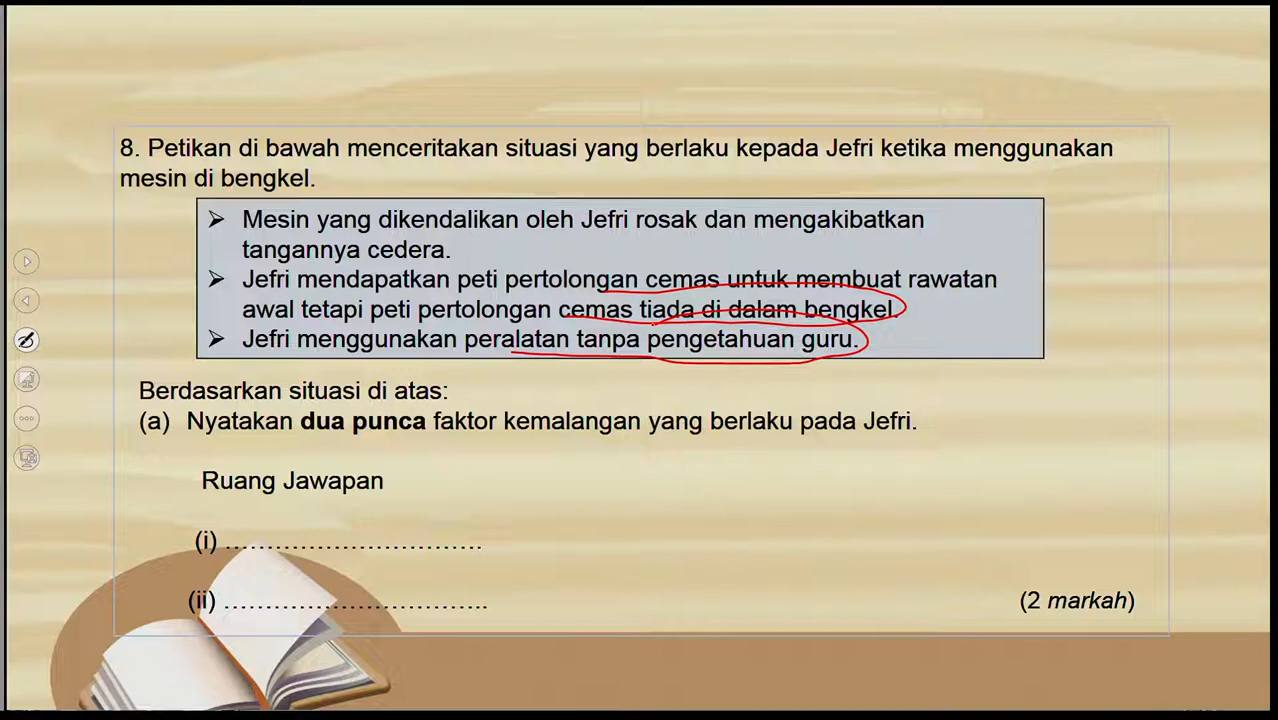 8. Petikan di bawah menceritakan situasi yang berlaku kepada Jefri ketika menggunakan
mesin di bengkel.
➢ Mesin yang dikendalikan oleh Jefri rosak dan mengakibatkan
tangannya cedera.
➢ Jefri mendapatkan peti pertolongan cemas untuk membuat rawatan
awal tetapi peti pertolongan cemas tiada di dalam bengkel.
➢ Jefri menggunakan peralatan tanpa pengetahuan guru.
Berdasarkan situasi di atas:
(a) Nyatakan dua punca faktor kemalangan yang berlaku pada Jefri.
Ruang Jawapan
(i) ................................
(ii) ................................. (2 markah)